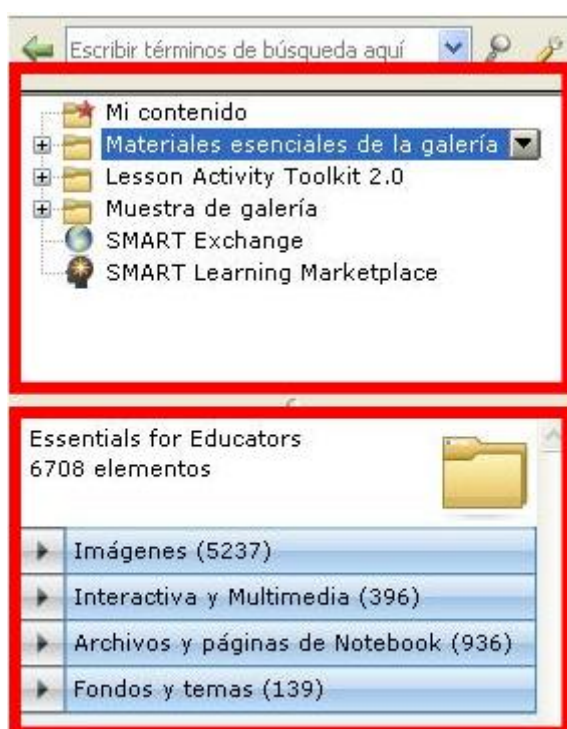 Escribir términos de búsqueda aquí
Mi contenido
Materiales esenciales de la galería
Lesson Activity Toolkit 2.0
Muestra de galería
SMART Exchange
SMART Learning Marketplace
Essentials for Educators
6708 elementos
Imágenes (5237)
Interactiva y Multimedia (396)
Archivos y páginas de Notebook (936)
Fondos y temas (139)